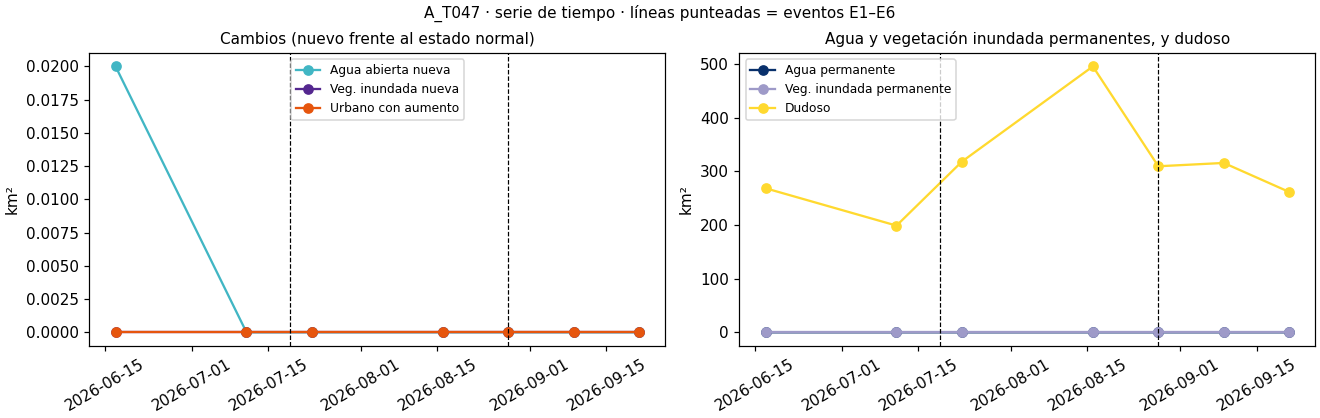 A_T047 · serie de tiempo · líneas punteadas = eventos E1–E6
Cambios (nuevo frente al estado normal)
km²
0.0200
0.0175
0.0150
0.0125
0.0100
0.0075
0.0050
0.0025
0.0000
Agua abierta nueva
Veg. inundada nueva
Urbano con aumento
2026-06-15
2026-07-01
2026-07-15
2026-08-01
2026-08-15
2026-09-01
2026-09-15
Agua y vegetación inundada permanentes, y dudoso
km²
500
400
300
200
100
0
Agua permanente
Veg. inundada permanente
Dudoso
2026-06-15
2026-07-01
2026-07-15
2026-08-01
2026-08-15
2026-09-01
2026-09-15